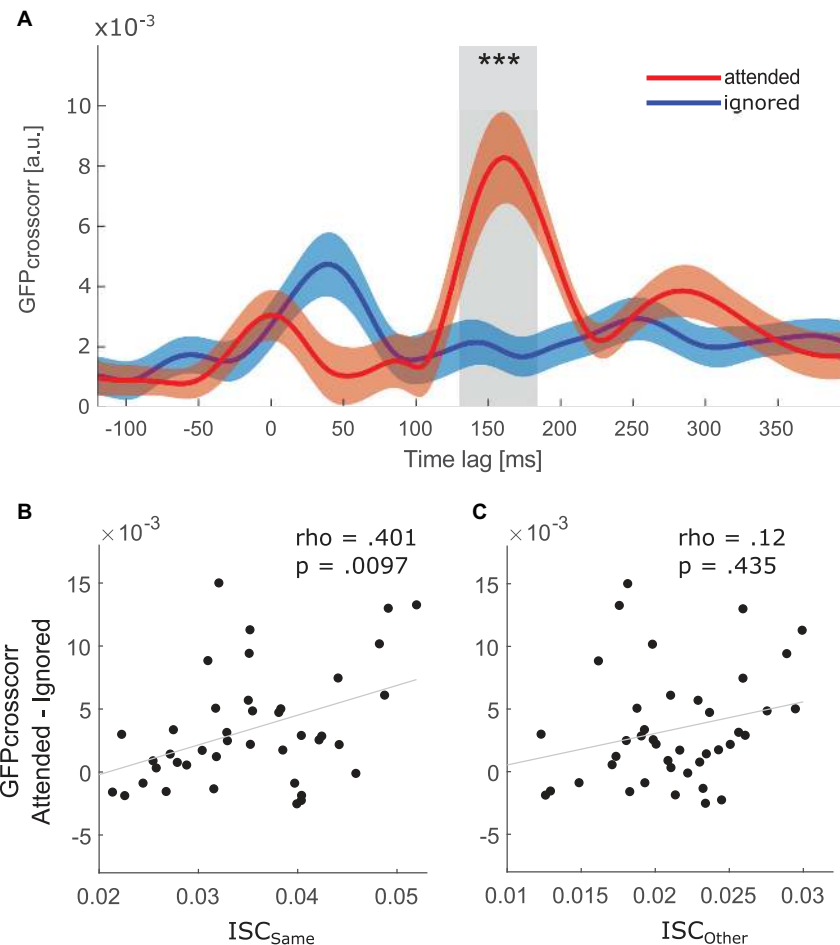 A
x10-3
***
attended
ignored
GFPcrosscorr [a.u.]
10
8
6
4
2
0
-100 -50 0 50 100 150 200 250 300 350
Time lag [ms]
B
×10-3
rho = .401
p = .0097
GFPcrosscorr
Attended - Ignored
15
10
5
0
-5
0.02 0.03 0.04 0.05
ISCSame
C
×10-3
rho = .12
p = .435
15
10
5
0
-5
0.01 0.015 0.02 0.025 0.03
ISCOther